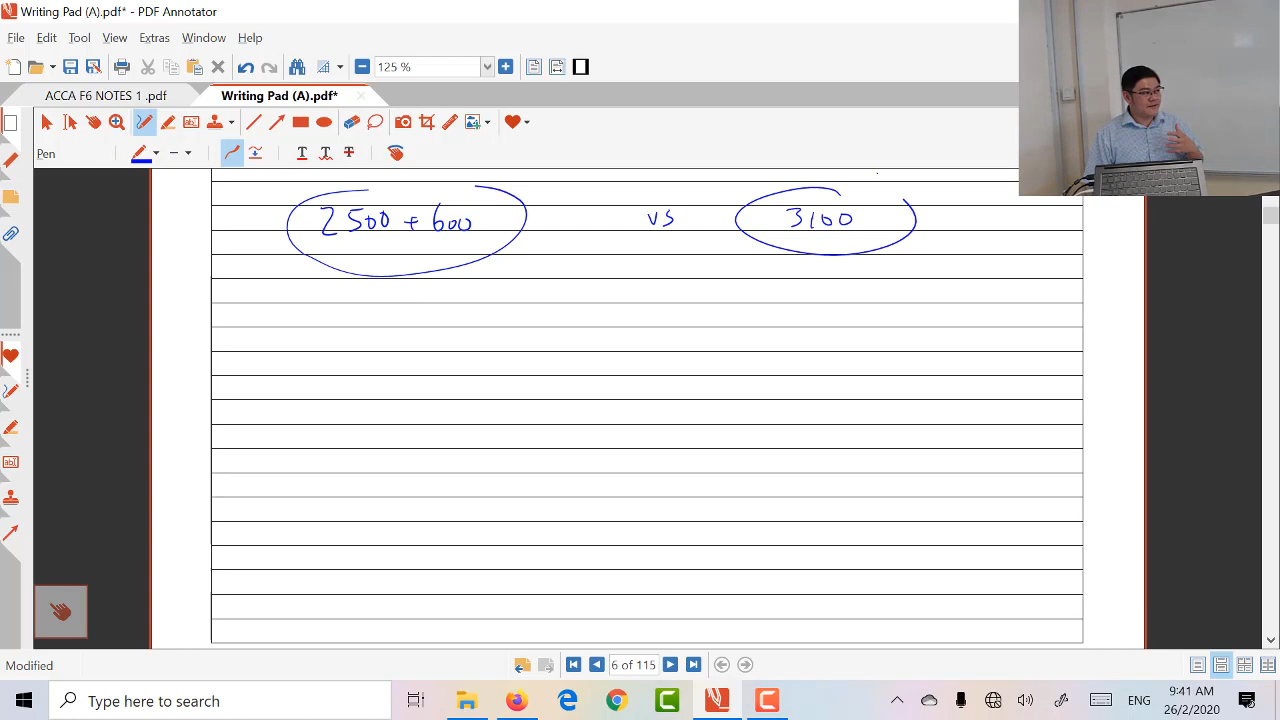 Writing Pad (A).pdf* - PDF Annotator
File Edit Tool View Extras Window Help
125 %
ACCA F6 NOTES 1 .pdf Writing Pad (A).pdf*
Pen
2500 + 600 vs 3100
6 of 115
Modified
Type here to search
ENG
9:41 AM
26/2/2020